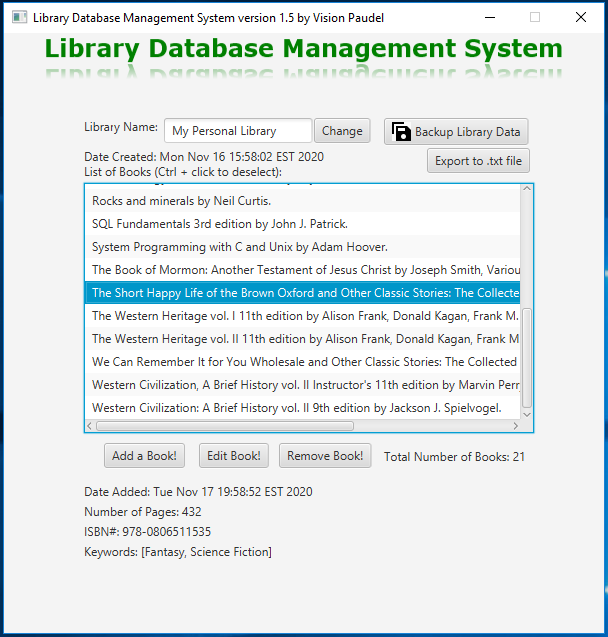 Library Database Management System version 1.5 by Vision Paudel
Library Database Management System
Library Name: My Personal Library Change Backup Library Data
Date Created: Mon Nov 16 15:58:02 EST 2020 Export to .txt file
List of Books (Ctrl + click to deselect):
Rocks and minerals by Neil Curtis.
SQL Fundamentals 3rd edition by John J. Patrick.
System Programming with C and Unix by Adam Hoover.
The Book of Mormon: Another Testament of Jesus Christ by Joseph Smith, Variou
The Short Happy Life of the Brown Oxford and Other Classic Stories: The Collecte
The Western Heritage vol. I 11th edition by Alison Frank, Donald Kagan, Frank M.
The Western Heritage vol. II 11th edition by Alison Frank, Donald Kagan, Frank M
We Can Remember It for You Wholesale and Other Classic Stories: The Collected
Western Civilization, A Brief History vol. II Instructor's 11th edition by Marvin Perr
Western Civilization: A Brief History vol. II 9th edition by Jackson J. Spielvogel.
Add a Book! Edit Book! Remove Book! Total Number of Books: 21
Date Added: Tue Nov 17 19:58:52 EST 2020
Number of Pages: 432
ISBN#: 978-0806511535
Keywords: [Fantasy, Science Fiction]